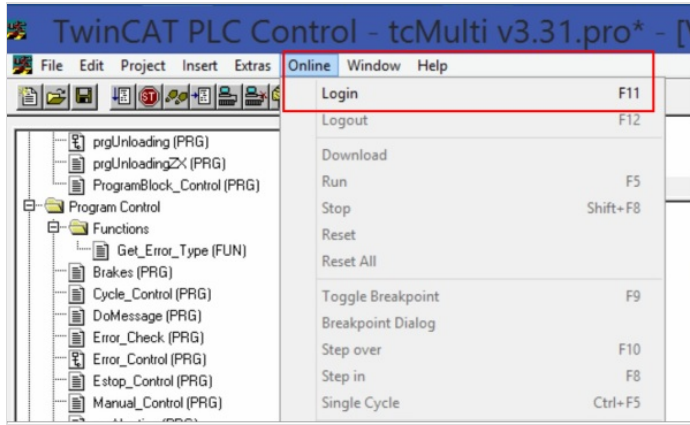 TwinCAT PLC Control - tcMulti v3.31.pro* - [
File Edit Project Insert Extras Online Window Help
Login F11
Logout F12
Download
Run F5
Stop Shift+F8
Reset
Reset All
Toggle Breakpoint F9
Breakpoint Dialog
Step over F10
Step in F8
Single Cycle Ctrl+F5
prgUnloading (PRG)
prgUnloadingZX (PRG)
ProgramBlock_Control (PRG)
Program Control
Functions
Get_Error_Type (FUN)
Brakes (PRG)
Cycle_Control (PRG)
DoMessage (PRG)
Error_Check (PRG)
Error_Control (PRG)
Estop_Control (PRG)
Manual_Control (PRG)